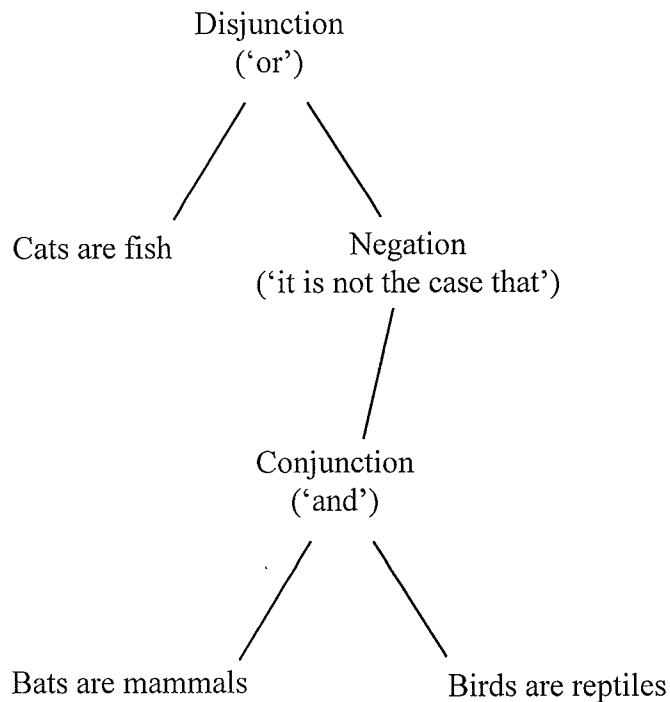 Disjunction
(‘or’)
Cats are fish
Negation
(‘it is not the case that’)
Conjunction
(‘and’)
Bats are mammals
Birds are reptiles